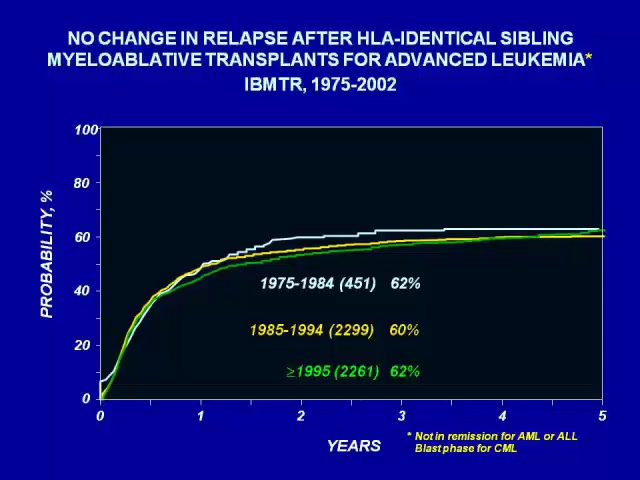 NO CHANGE IN RELAPSE AFTER HLA-IDENTICAL SIBLING
MYELOABLATIVE TRANSPLANTS FOR ADVANCED LEUKEMIA*
IBMTR, 1975-2002
100
80
60
40
20
0
PROBABILITY, %
1975-1984 (451) 62%
1985-1994 (2299) 60%
≥1995 (2261) 62%
0 1 2 3 4 5
YEARS
* Not in remission for AML or ALL
Blast phase for CML